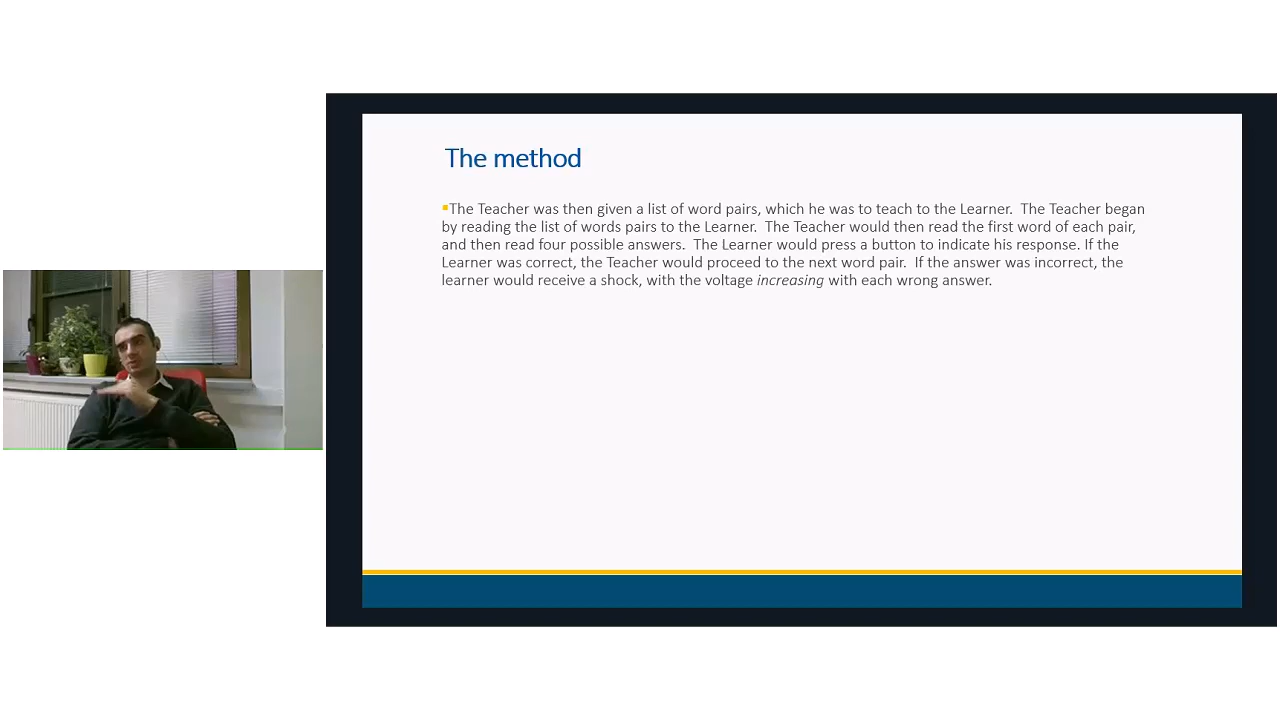 The method
▪The Teacher was then given a list of word pairs, which he was to teach to the Learner.  The Teacher began
by reading the list of words pairs to the Learner.  The Teacher would then read the first word of each pair,
and then read four possible answers.  The Learner would press a button to indicate his response. If the
Learner was correct, the Teacher would proceed to the next word pair.  If the answer was incorrect, the
learner would receive a shock, with the voltage increasing with each wrong answer.